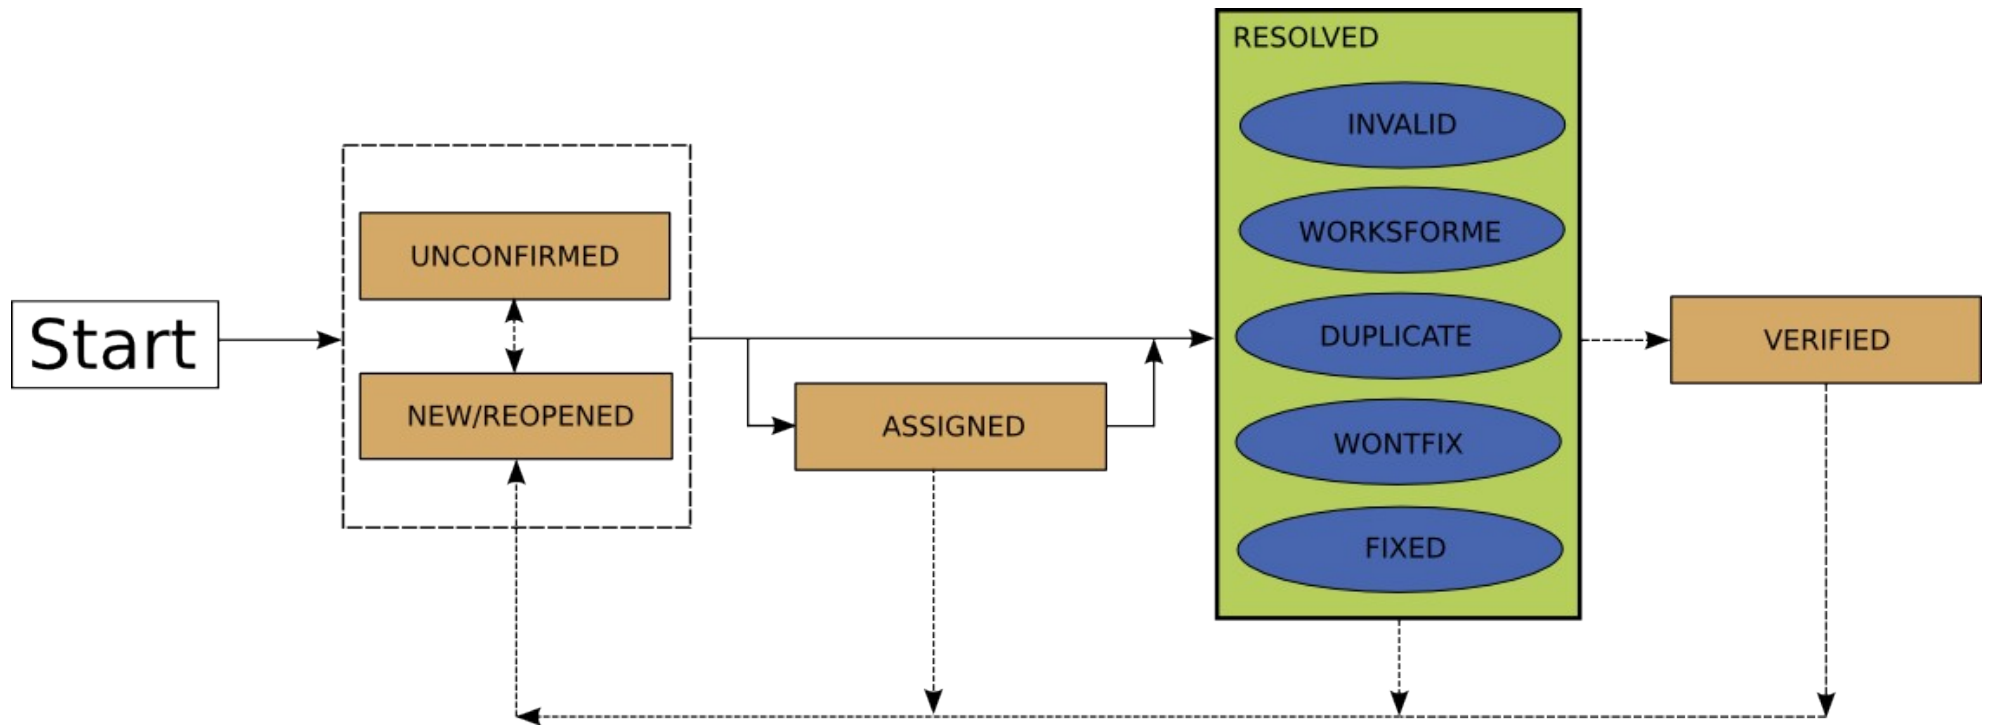 Start
UNCONFIRMED
NEW/REOPENED
ASSIGNED
RESOLVED
INVALID
WORKSFORME
DUPLICATE
WONTFIX
FIXED
VERIFIED